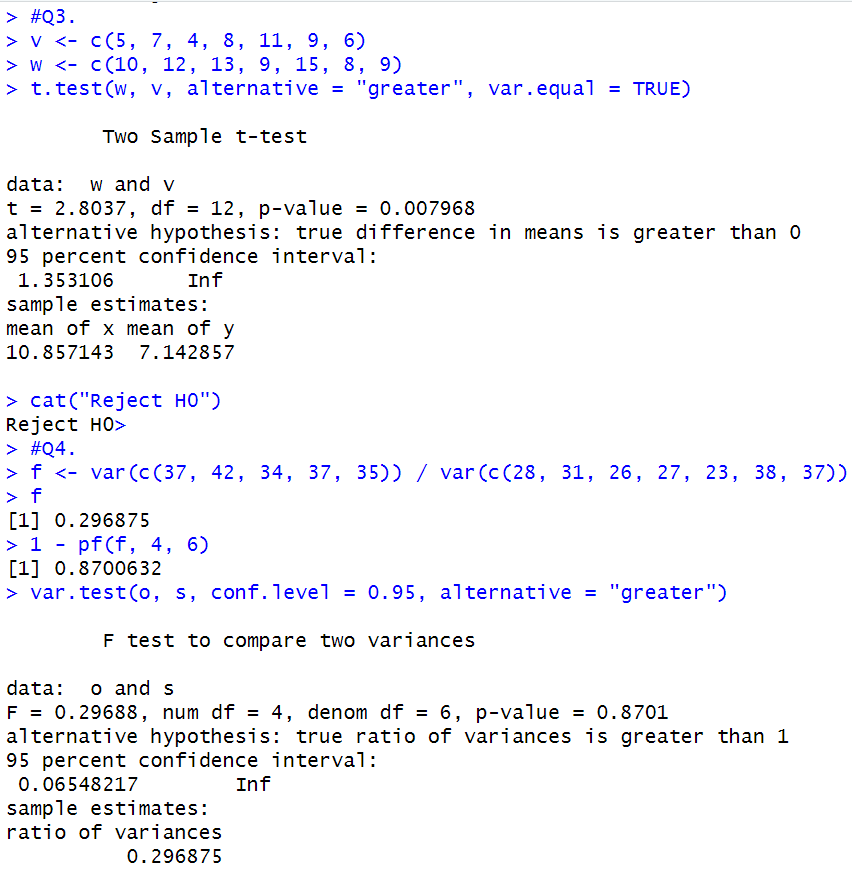 > #Q3.
> v <- c(5, 7, 4, 8, 11, 9, 6)
> w <- c(10, 12, 13, 9, 15, 8, 9)
> t.test(w, v, alternative = "greater", var.equal = TRUE)
Two Sample t-test
data:  w and v
t = 2.8037, df = 12, p-value = 0.007968
alternative hypothesis: true difference in means is greater than 0
95 percent confidence interval:
 1.353106      Inf
sample estimates:
mean of x mean of y
10.857143  7.142857
> cat("Reject H0")
Reject H0>
> #Q4.
> f <- var(c(37, 42, 34, 37, 35)) / var(c(28, 31, 26, 27, 23, 38, 37))
> f
[1] 0.296875
> 1 - pf(f, 4, 6)
[1] 0.8700632
> var.test(o, s, conf.level = 0.95, alternative = "greater")
F test to compare two variances
data:  o and s
F = 0.29688, num df = 4, denom df = 6, p-value = 0.8701
alternative hypothesis: true ratio of variances is greater than 1
95 percent confidence interval:
 0.06548217        Inf
sample estimates:
ratio of variances
0.296875